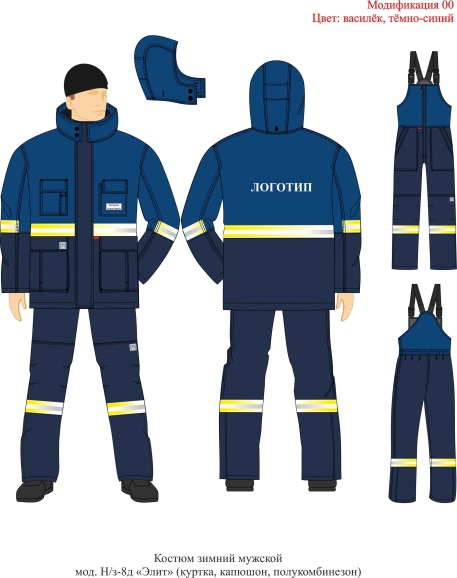 Модификация 00
Цвет: василёк, тёмно-синий
ЛОГОТИП
Костюм зимний мужской
мод. Н/з-8д «Элит» (куртка, капюшон, полукомбинезон)